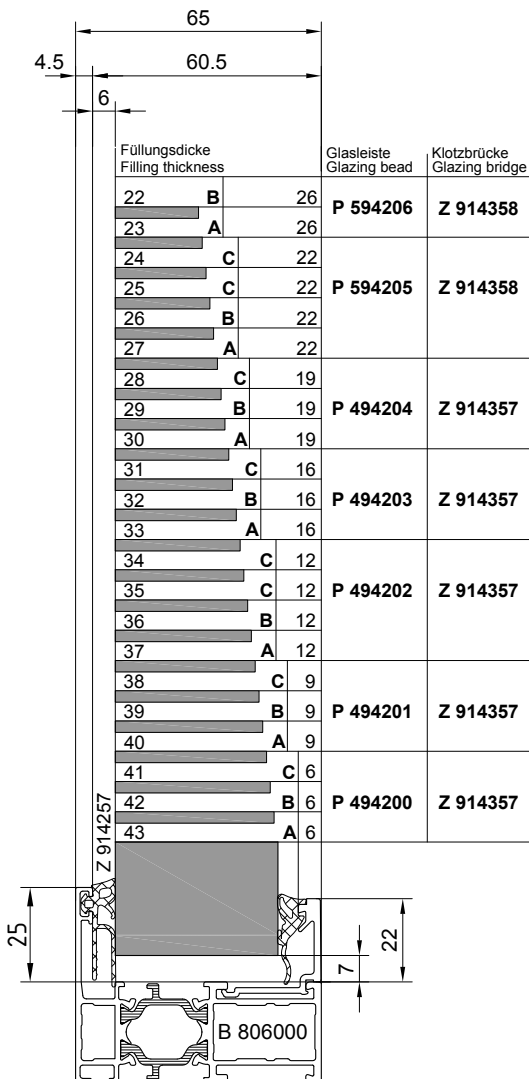 65
4.5 60.5
6
Füllungsdicke Glasleiste Klotzbrücke
Filling thickness Glazing bead Glazing bridge
22 B 26 P 594206 Z 914358
23 A 26
24 C 22
25 C 22 P 594205 Z 914358
26 B 22
27 A 22
28 C 19
29 B 19 P 494204 Z 914357
30 A 19
31 C 16
32 B 16 P 494203 Z 914357
33 A 16
34 C 12
35 C 12 P 494202 Z 914357
36 B 12
37 A 12
38 C 9
39 B 9 P 494201 Z 914357
40 A 9
41 C 6
42 B 6 P 494200 Z 914357
43 A 6
Z 914257
25
22
7
B 806000